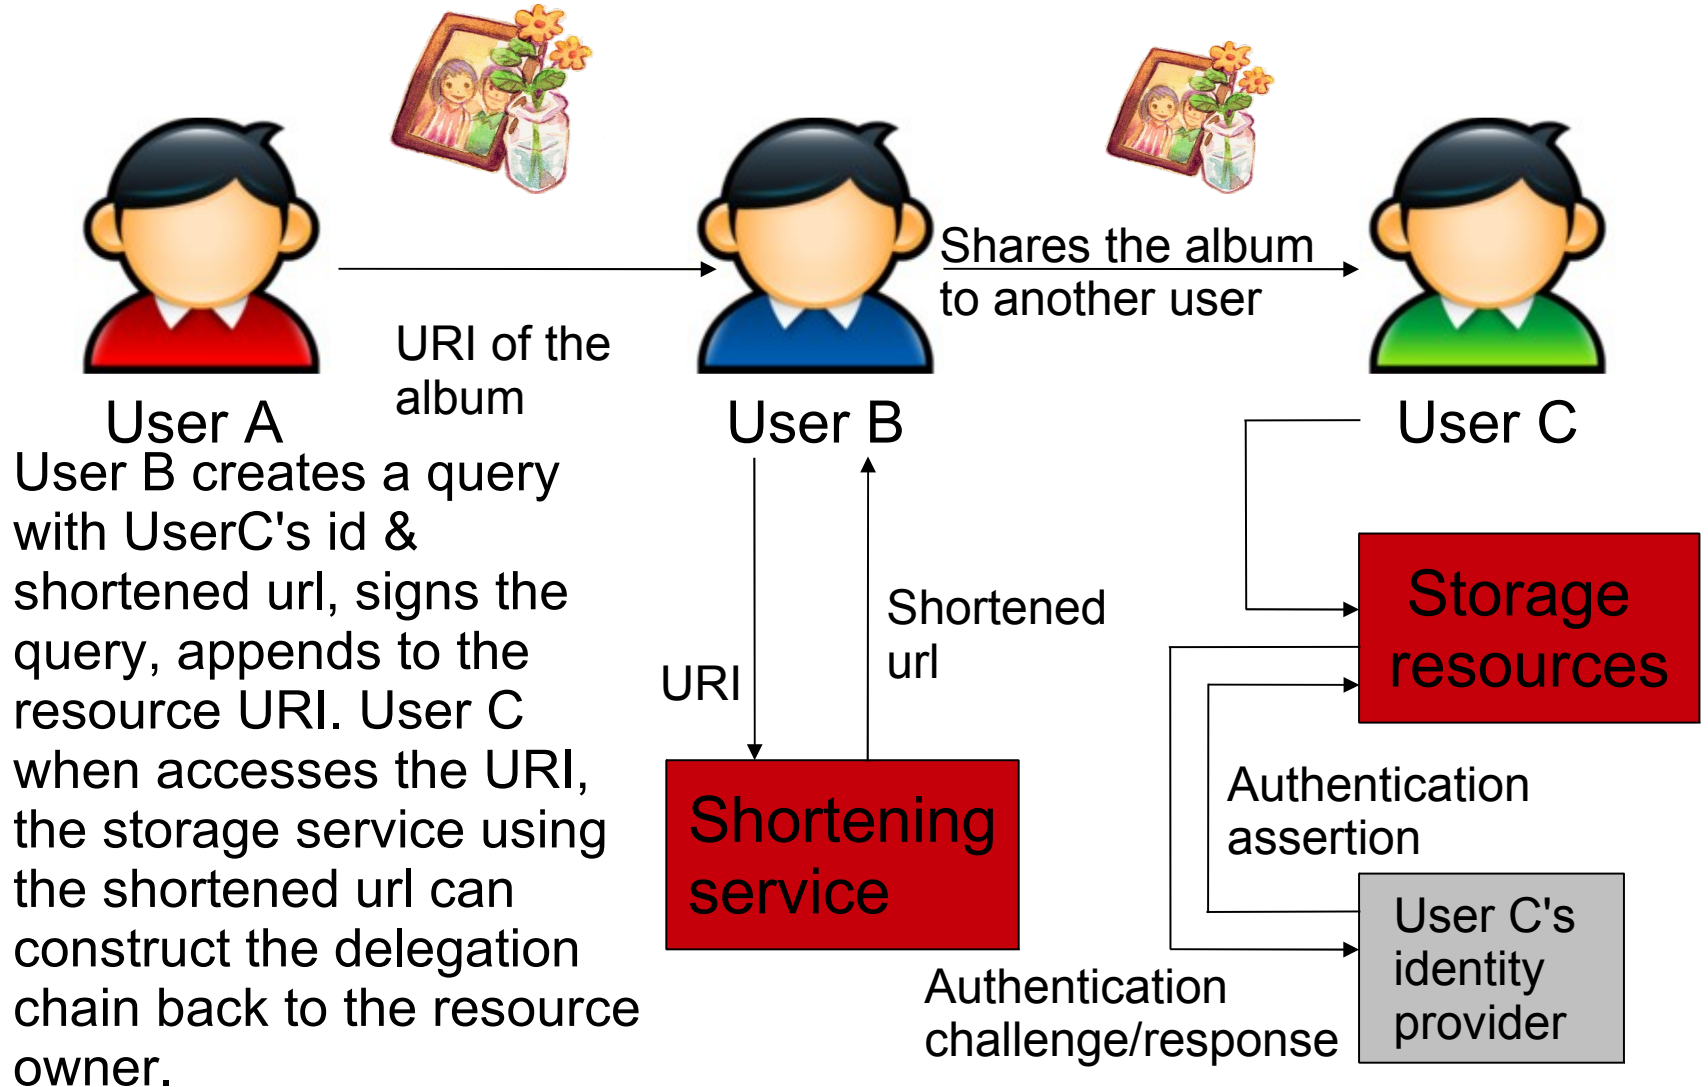 Shares the album
to another user
URI of the
album
User A
User B
User C
User B creates a query
with UserC's id &
shortened url, signs the
query, appends to the
resource URI. User C
when accesses the URI,
the storage service using
the shortened url can
construct the delegation
chain back to the resource
owner.
URI
Shortened
url
Shortening
service
Storage
resources
Authentication
assertion
User C's
identity
provider
Authentication
challenge/response